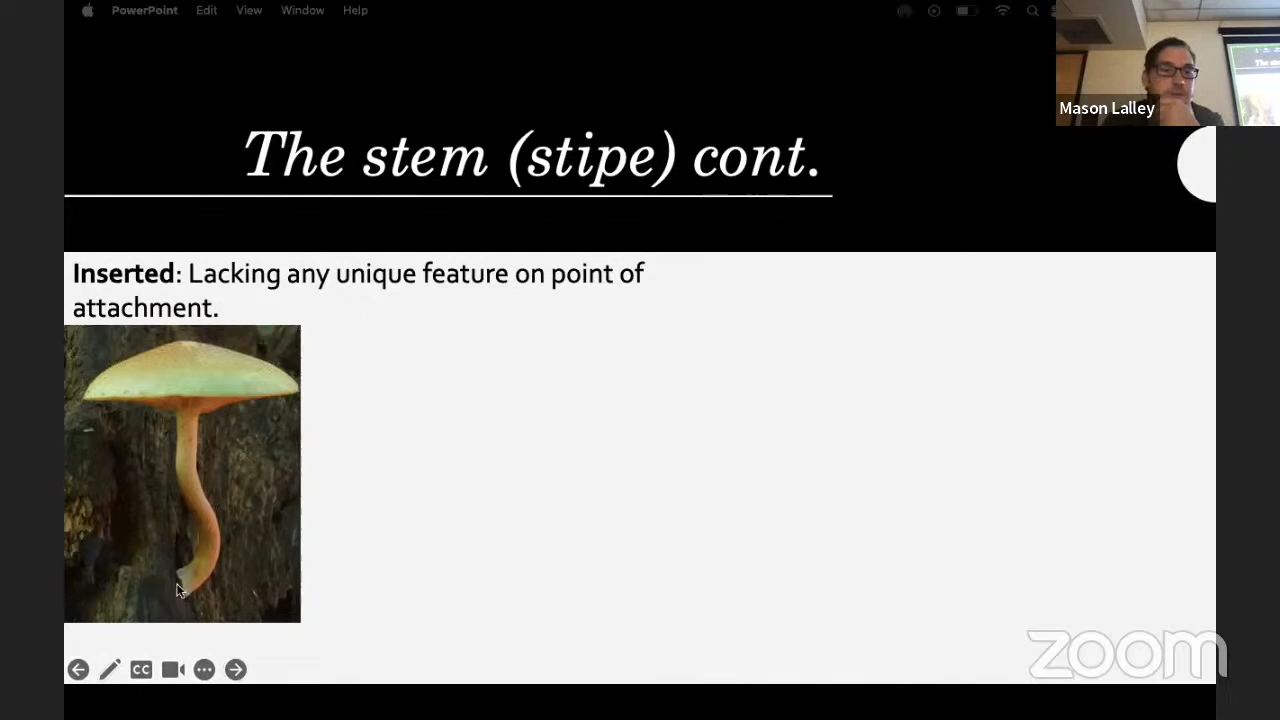 PowerPoint Edit View Window Help
Mason Lalley
The stem (stipe) cont.
Inserted: Lacking any unique feature on point of
attachment.
CC
zoom